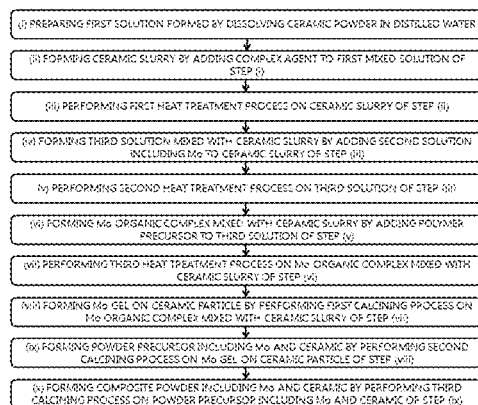 (i) PREPARING FIRST SOLUTION FORMED BY DISSOLVING CERAMIC POWDER IN DISTILLED WATER
(ii) FORMING CERAMIC SLURRY BY ADDING COMPLEX AGENT TO FIRST MIXED SOLUTION OF
STEP (i)
(iii) PERFORMING FIRST HEAT TREATMENT PROCESS ON CERAMIC SLURRY OF STEP (ii)
(iv) FORMING THIRD SOLUTION MIXED WITH CERAMIC SLURRY BY ADDING SECOND SOLUTION
INCLUDING Mo TO CERAMIC SLURRY OF STEP (iii)
(v) PERFORMING SECOND HEAT TREATMENT PROCESS ON THIRD SOLUTION OF STEP
(vi) FORMING Mo ORGANIC COMPLEX MIXED WITH CERAMIC SLURRY BY ADDING POLYMER
PRECURSOR TO THIRD SOLUTION OF STEP (v)
(vii) PERFORMING THIRD HEAT TREATMENT PROCESS ON Mo ORGANIC COMPLEX MIXED WITH
CERAMIC SLURRY OF STEP (vi)
(viii) FORMING Mo GEL ON CERAMIC PARTICLE BY PERFORMING FIRST CALCINING PROCESS ON
Mo ORGANIC COMPLEX MIXED WITH CERAMIC SLURRY OF STEP (vii)
(ix) FORMING POWDER PRECURSOR INCLUDING Mo AND CERAMIC BY PERFORMING SECOND
CALCINING PROCESS ON Mo GEL ON CERAMIC PARTICLE OF STEP (viii)
(x) FORMING COMPOSITE POWDER INCLUDING Mo AND CERAMIC BY PERFORMING THIRD
CALCINING PROCESS ON POWDER PRECURSOR INCLUDING Mo AND CERAMIC OF STEP (ix)